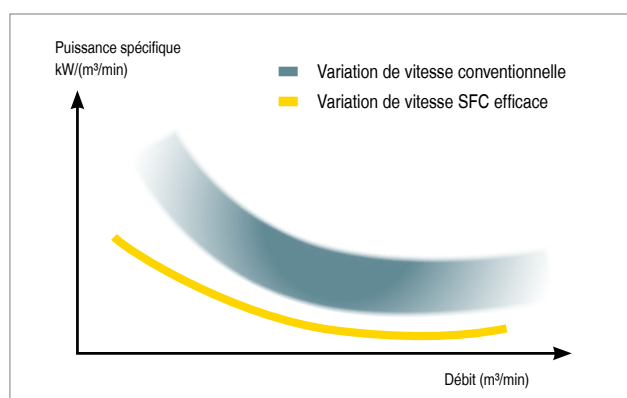 Puissance spécifique
kW/(m³/min)
Variation de vitesse conventionnelle
Variation de vitesse SFC efficace
Débit (m³/min)